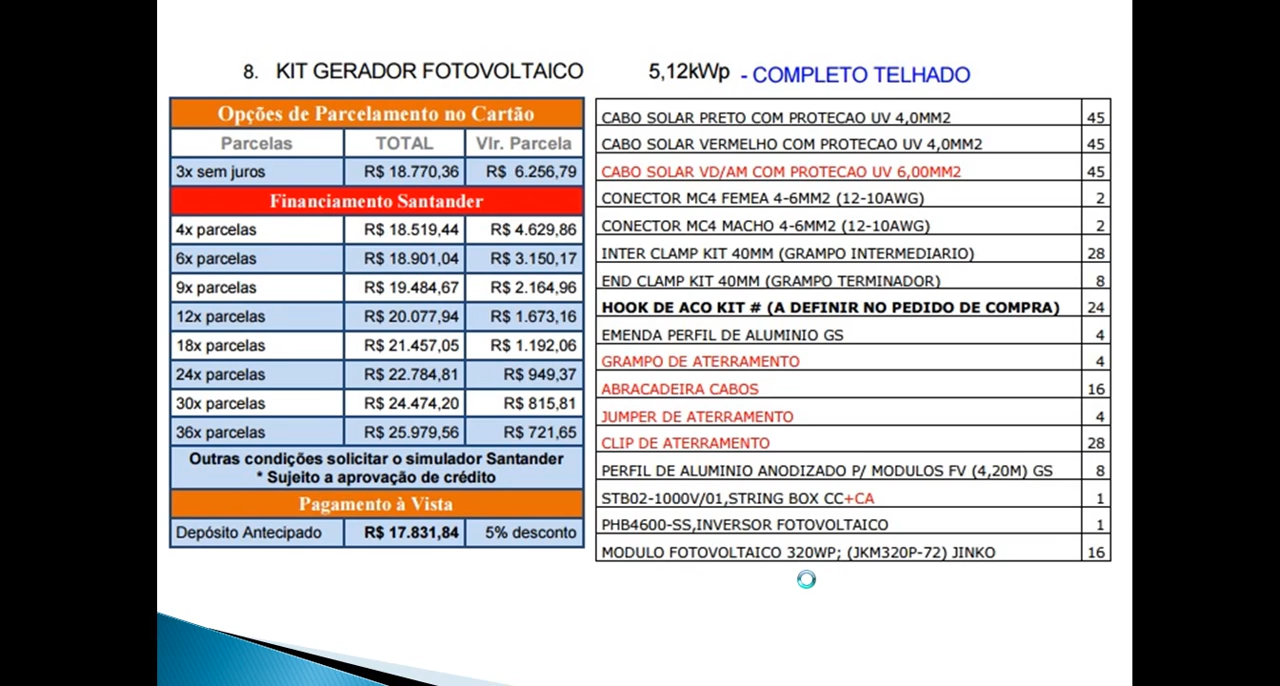 8. KIT GERADOR FOTOVOLTAICO 5,12kWp - COMPLETO TELHADO
Opções de Parcelamento no Cartão
Parcelas TOTAL Vlr. Parcela
3x sem juros R$ 18.770,36 R$ 6.256,79
Financiamento Santander
4x parcelas R$ 18.519,44 R$ 4.629,86
6x parcelas R$ 18.901,04 R$ 3.150,17
9x parcelas R$ 19.484,67 R$ 2.164,96
12x parcelas R$ 20.077,94 R$ 1.673,16
18x parcelas R$ 21.457,05 R$ 1.192,06
24x parcelas R$ 22.784,81 R$ 949,37
30x parcelas R$ 24.474,20 R$ 815,81
36x parcelas R$ 25.979,56 R$ 721,65
Outras condições solicitar o simulador Santander
* Sujeito a aprovação de crédito
Pagamento à Vista
Depósito Antecipado R$ 17.831,84 5% desconto
CABO SOLAR PRETO COM PROTECAO UV 4,0MM2 45
CABO SOLAR VERMELHO COM PROTECAO UV 4,0MM2 45
CABO SOLAR VD/AM COM PROTECAO UV 6,00MM2 45
CONECTOR MC4 FEMEA 4-6MM2 (12-10AWG) 2
CONECTOR MC4 MACHO 4-6MM2 (12-10AWG) 2
INTER CLAMP KIT 40MM (GRAMPO INTERMEDIARIO) 28
END CLAMP KIT 40MM (GRAMPO TERMINADOR) 8
HOOK DE ACO KIT # (A DEFINIR NO PEDIDO DE COMPRA) 24
EMENDA PERFIL DE ALUMINIO GS 4
GRAMPO DE ATERRAMENTO 4
ABRACADEIRA CABOS 16
JUMPER DE ATERRAMENTO 4
CLIP DE ATERRAMENTO 28
PERFIL DE ALUMINIO ANODIZADO P/ MODULOS FV (4,20M) GS 8
STB02-1000V/01,STRING BOX CC+CA 1
PHB4600-SS,INVERSOR FOTOVOLTAICO 1
MODULO FOTOVOLTAICO 320WP; (JKM320P-72) JINKO 16